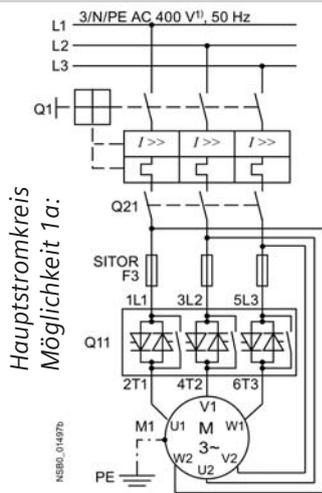 3/N/PE AC 400 V¹⁾, 50 Hz
L1
L2
L3
Q1
I >> I >> I >>
Q21
SITOR
F3
1L1 3L2 5L3
Q11
2T1 4T2 6T3
V1
M1 U1 M W1
3~
W2 V2
U2
PE
Hauptstromkreis
Möglichkeit 1a:
NSB0_01497b